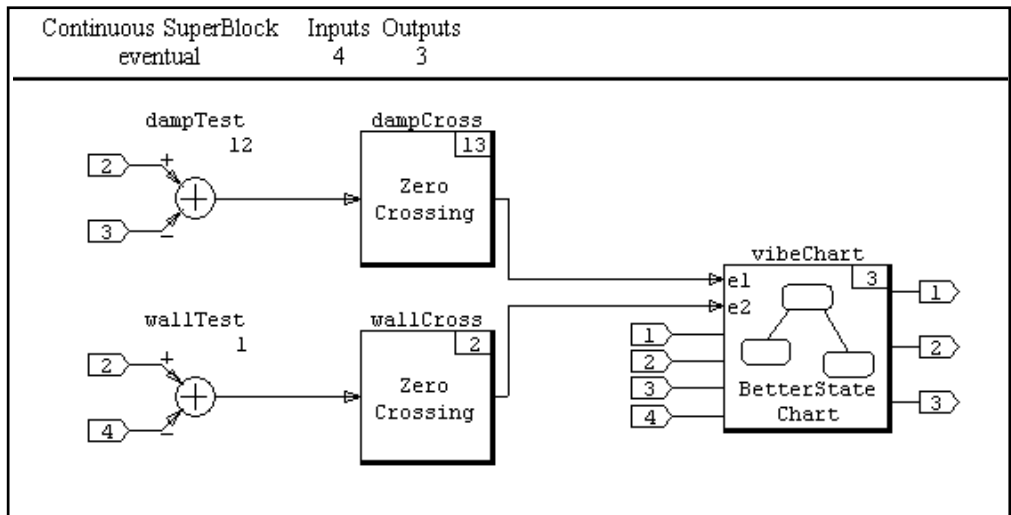 Continuous SuperBlock Inputs Outputs
eventual 4 3
dampTest
12
2
+
3
−
dampCross
13
Zero
Crossing
wallTest
1
2
+
4
−
wallCross
2
Zero
Crossing
vibeChart
3
e1
e2
1
2
3
4
BetterState
Chart
1
2
3